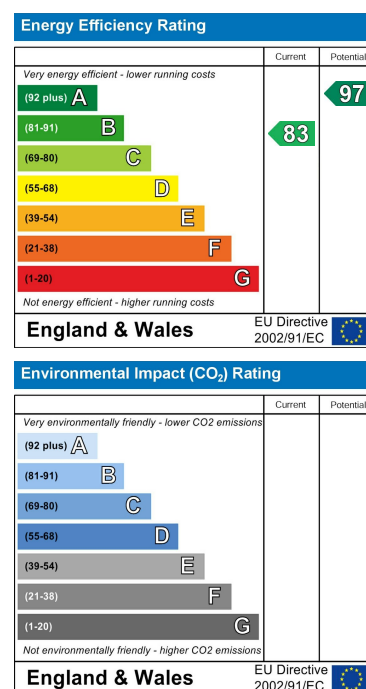 Energy Efficiency Rating
Current Potential
Very energy efficient - lower running costs
(92 plus) A
97
(81-91) B
83
(69-80) C
(55-68) D
(39-54) E
(21-38) F
(1-20) G
Not energy efficient - higher running costs
England & Wales
EU Directive
2002/91/EC
Environmental Impact (CO₂) Rating
Current Potential
Very environmentally friendly - lower CO2 emissions
(92 plus) A
(81-91) B
(69-80) C
(55-68) D
(39-54) E
(21-38) F
(1-20) G
Not environmentally friendly - higher CO2 emissions
England & Wales
EU Directive
2002/91/EC